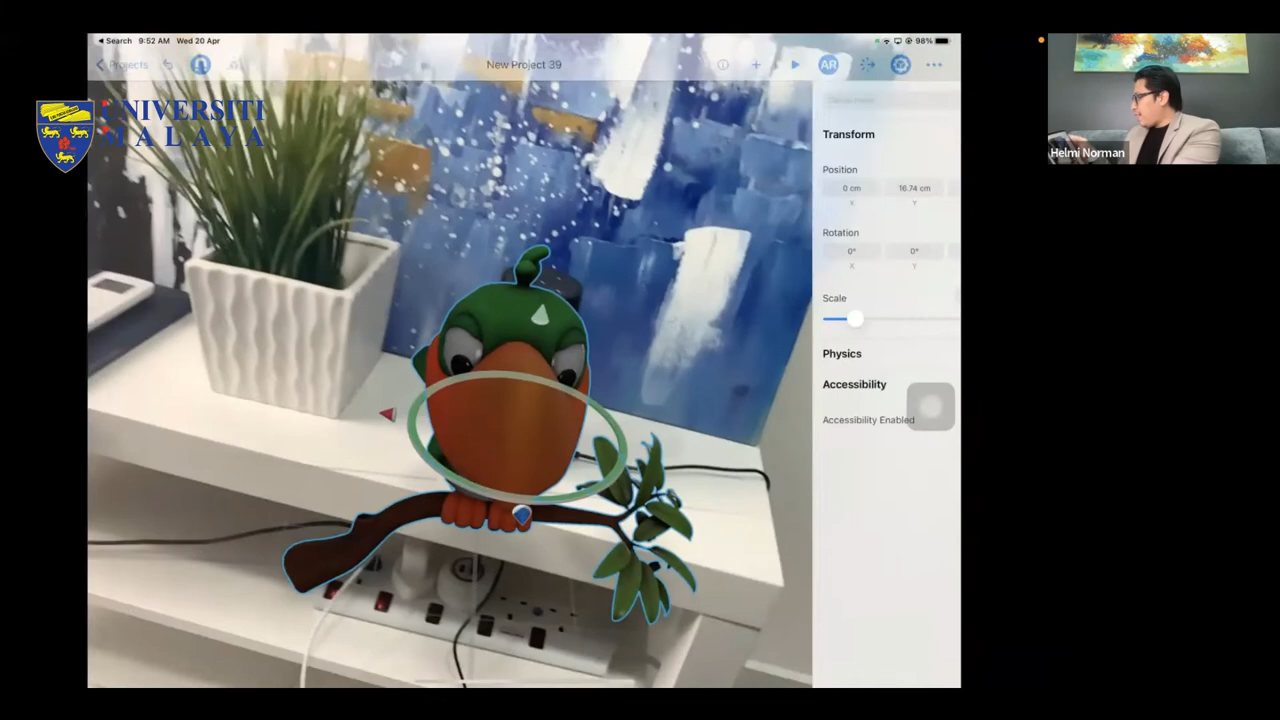 Search 9:52 AM Wed 20 Apr
98%
Projects
New Project 39
AR
UNIVERSITI
MALAYA
Transform
Position
0 cm
16.74 cm
X
Y
Rotation
0°
0°
X
Y
Scale
Physics
Accessibility
Accessibility Enabled
Helmi Norman